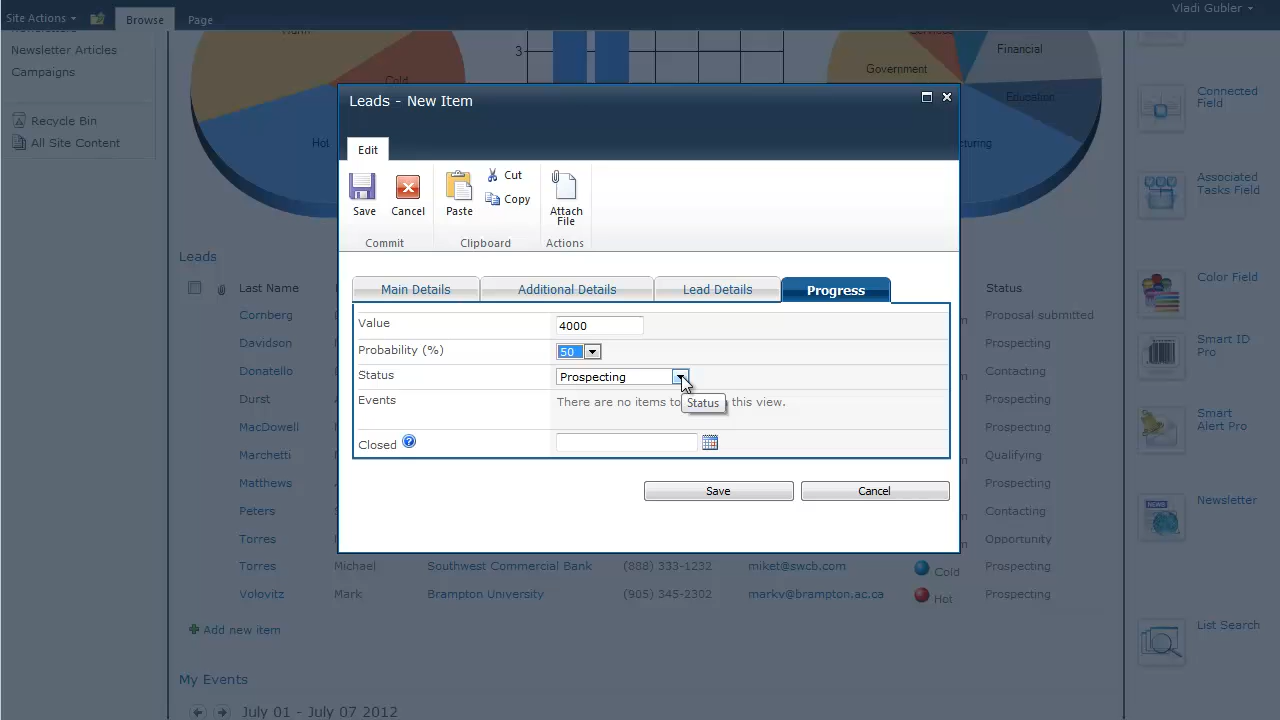 Site Actions
Browse
Page
Vladi Gubler
Newsletter Articles
Campaigns
Recycle Bin
All Site Content
Cold
Hot
3
Government
Financial
Education
Leads - New Item
Edit
Save
Cancel
Paste
Cut
Copy
Attach
File
Commit
Clipboard
Actions
Main Details
Additional Details
Lead Details
Progress
Value
4000
Probability (%)
50
Status
Prospecting
Events
There are no items to this view.
Status
Closed
Save
Cancel
Leads
Last Name
Status
Cornberg
Proposal submitted
Davidson
Prospecting
Donatello
Contacting
Durst
Prospecting
MacDowell
Prospecting
Marchetti
Qualifying
Matthews
Prospecting
Peters
Contacting
Torres
Opportunity
Torres Michael Southwest Commercial Bank (888) 333-1232 miket@swcb.com Cold Prospecting
Volovitz Mark Brampton University (905) 345-2302 markv@brampton.ac.ca Hot Prospecting
Add new item
My Events
July 01 - July 07 2012
Connected
Field
Associated
Tasks Field
Color Field
Smart ID
Pro
Smart
Alert Pro
NEWS
Newsletter
List Search